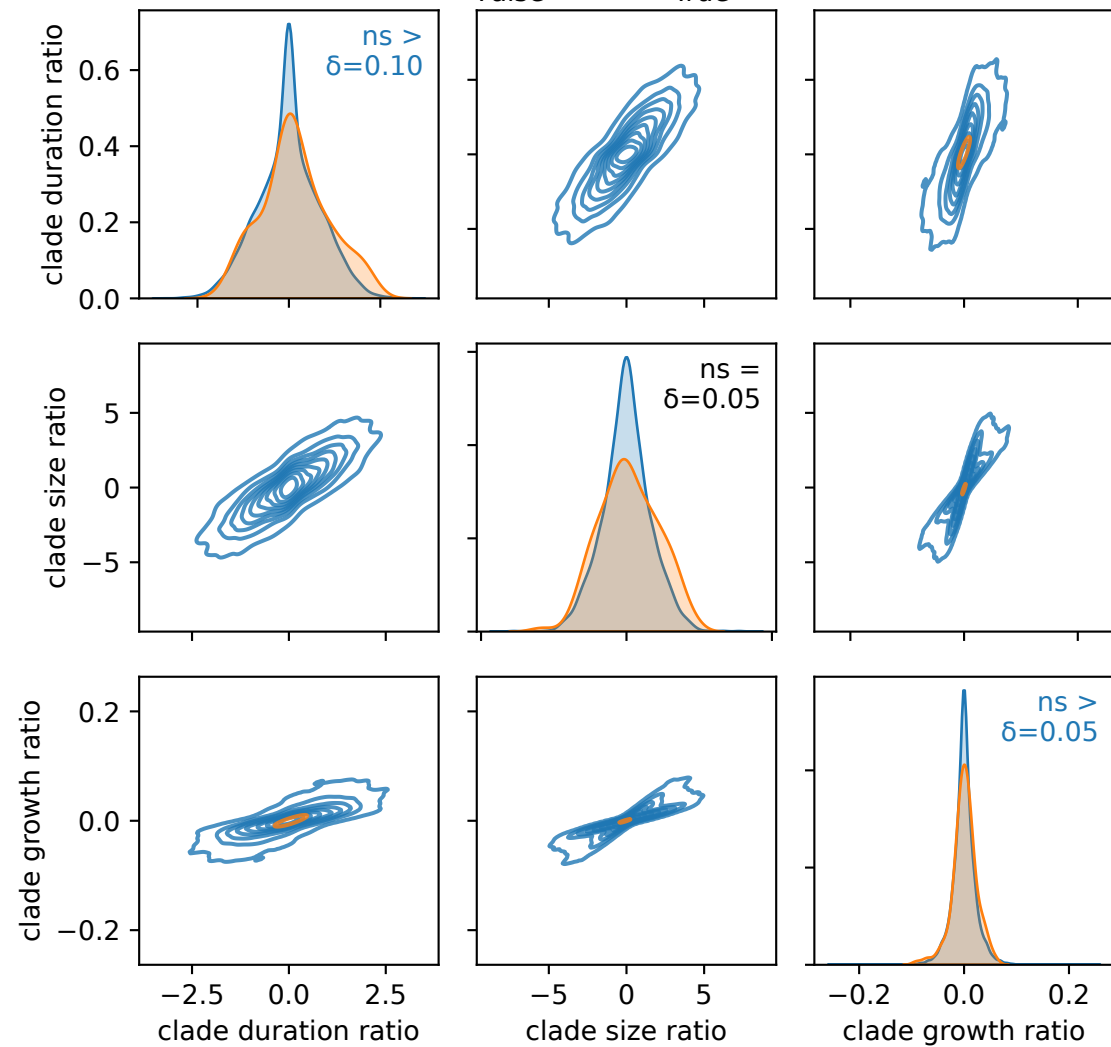 clade duration ratio
0.6
0.4
0.2
0.0
ns >
δ=0.10
clade size ratio
5
0
−5
ns =
δ=0.05
clade growth ratio
0.2
0.0
−0.2
ns >
δ=0.05
−2.5 0.0 2.5
−5 0 5
−0.2 0.0 0.2
clade duration ratio
clade size ratio
clade growth ratio